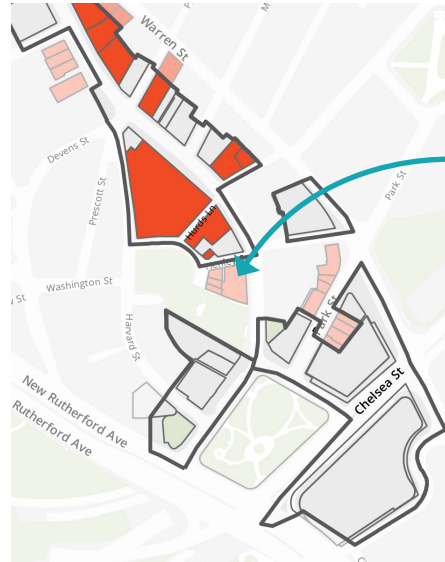 Warren St
Devens St
Prescott St
Hurds Ln
Park St
Washington St
Harvard St
Park St
Chelsea St
New Rutherford Ave
Rutherford Ave